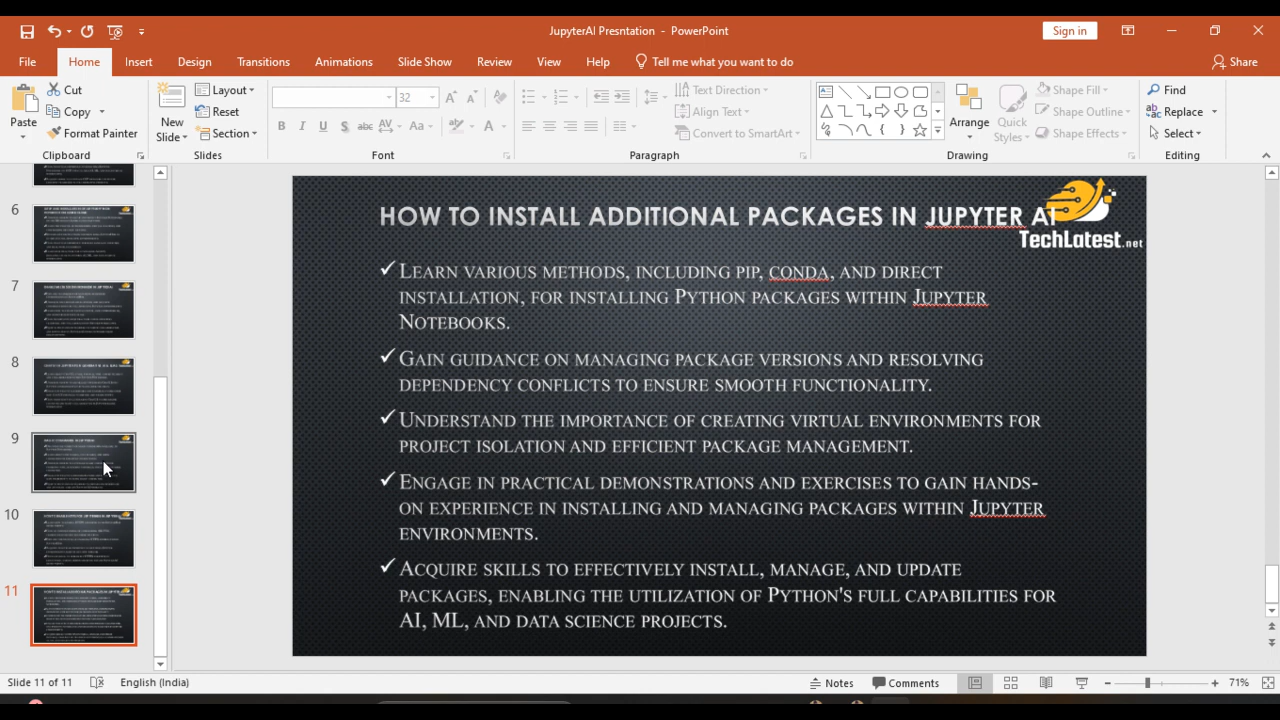 JupyterAI Presntation - PowerPoint
Sign in
File Home Insert Design Transitions Animations Slide Show Review View Help Tell me what you want to do Share
Paste Cut Copy Format Painter
Clipboard
New Slide Layout Reset Section
Slides
32
Font
Text Direction
Align Text
Convert to SmartArt
Paragraph
Arrange
Quick Styles
Shape Fill
Shape Outline
Shape Effects
Drawing
Find
Replace
Select
Editing
6
7
8
9
10
11
HOW TO INSTALL ADDITIONAL PACKAGES IN JUPYTER AI
TechLatest.net
LEARN VARIOUS METHODS, INCLUDING PIP, CONDA, AND DIRECT
INSTALLATION, FOR INSTALLING PYTHON PACKAGES WITHIN JUPYTER
NOTEBOOKS.
GAIN GUIDANCE ON MANAGING PACKAGE VERSIONS AND RESOLVING
DEPENDENCY CONFLICTS TO ENSURE SMOOTH FUNCTIONALITY.
UNDERSTAND THE IMPORTANCE OF CREATING VIRTUAL ENVIRONMENTS FOR
PROJECT ISOLATION AND EFFICIENT PACKAGE MANAGEMENT.
ENGAGE IN PRACTICAL DEMONSTRATIONS AND EXERCISES TO GAIN HANDS-
ON EXPERIENCE IN INSTALLING AND MANAGING PACKAGES WITHIN JUPYTER
ENVIRONMENTS.
ACQUIRE SKILLS TO EFFECTIVELY INSTALL, MANAGE, AND UPDATE
PACKAGES, ENABLING THE UTILIZATION OF PYTHON'S FULL CAPABILITIES FOR
AI, ML, AND DATA SCIENCE PROJECTS.
Slide 11 of 11 English (India) Notes Comments 71%